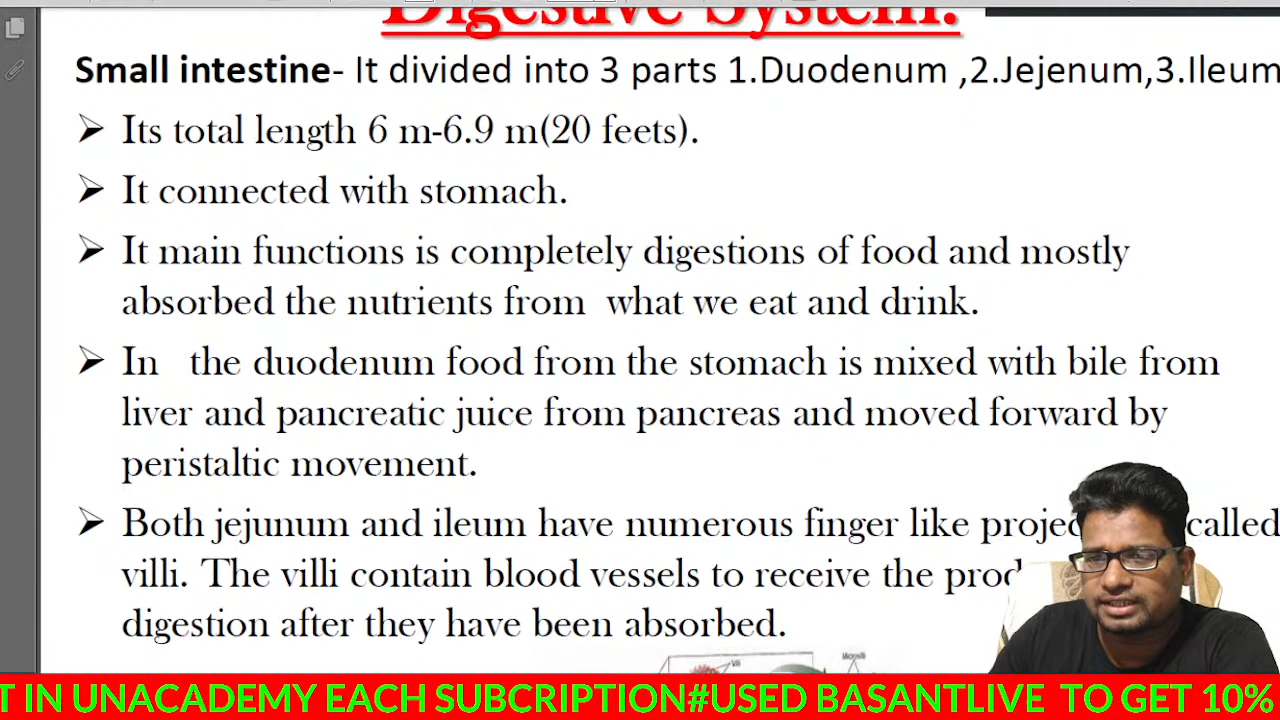 Digestive System:
Small intestine- It divided into 3 parts 1.Duodenum ,2.Jejenum,3.Ileum
➢ Its total length 6 m-6.9 m(20 feets).
➢ It connected with stomach.
➢ It main functions is completely digestions of food and mostly
absorbed the nutrients from what we eat and drink.
➢ In the duodenum food from the stomach is mixed with bile from
liver and pancreatic juice from pancreas and moved forward by
peristaltic movement.
➢ Both jejunum and ileum have numerous finger like called
villi. The villi contain blood vessels to receive the
digestion after they have been absorbed.
Villi
Microvilli
IN UNACADEMY EACH SUBCRIPTION#USED BASANTLIVE TO GET 10%